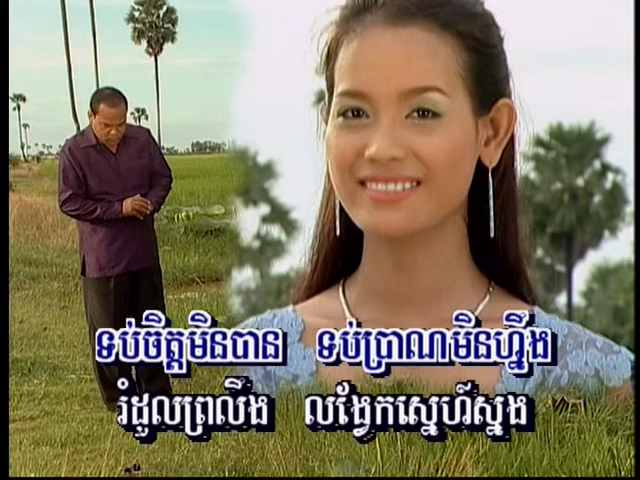 ទប់ចិត្តមិនបាន ទប់ប្រាណមិនហ្នឹង
រំដួលព្រលឹង លង្វែកស្នេហ៍ស្នង